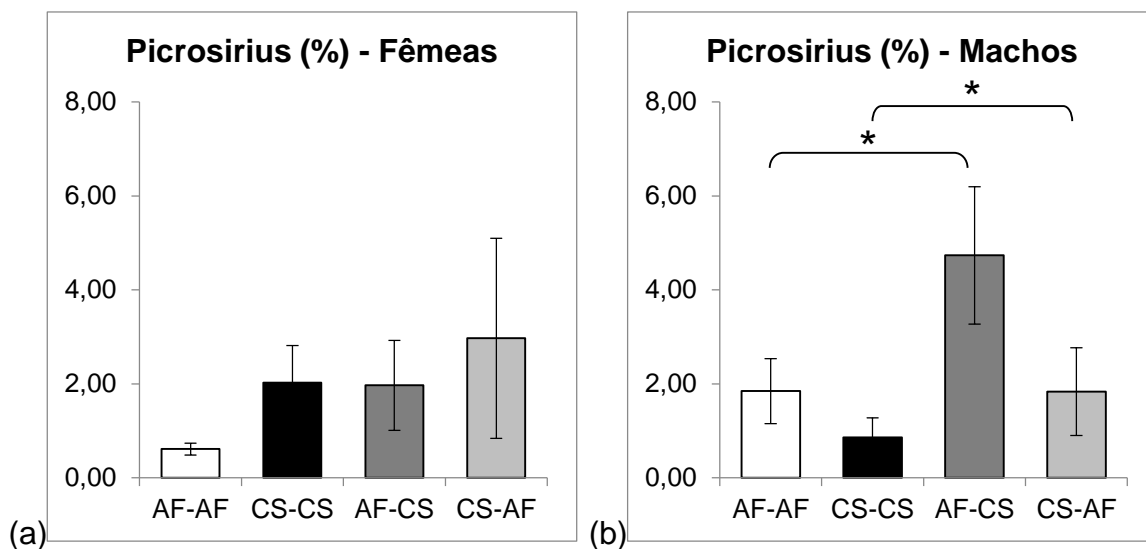 Picrosirius (%) - Fêmeas
8,00
6,00
4,00
2,00
0,00
AF-AF CS-CS AF-CS CS-AF
(a)
Picrosirius (%) - Machos
8,00
6,00
4,00
2,00
0,00
*
*
AF-AF CS-CS AF-CS CS-AF
(b)